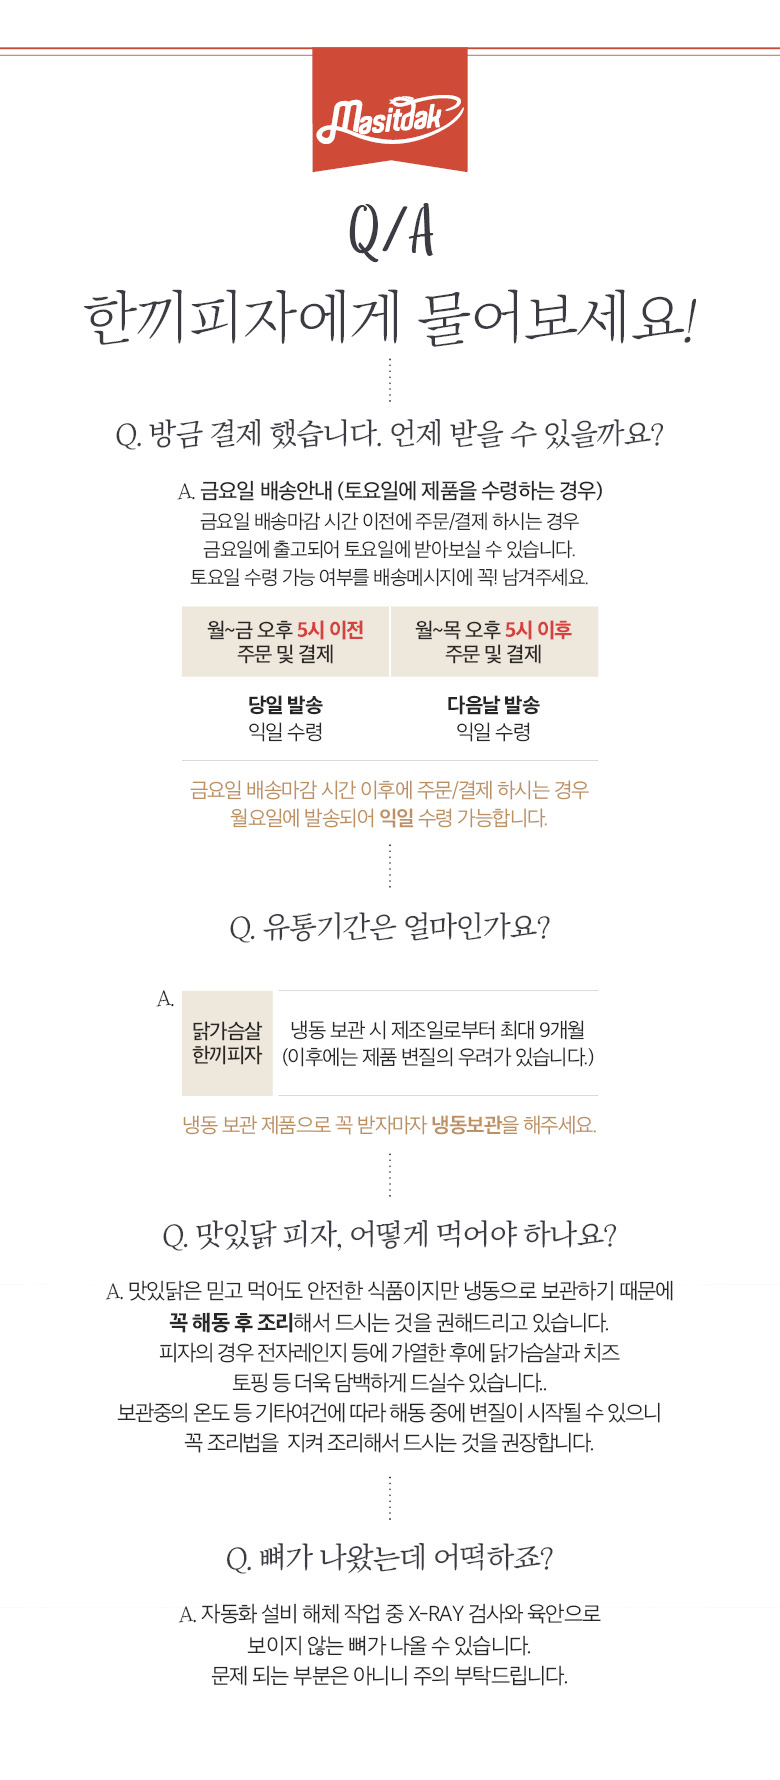 Masitdak
Q/A
한끼피자에게 물어보세요!
Q. 방금 결제 했습니다. 언제 받을 수 있을까요?
A. 금요일 배송안내 (토요일에 제품을 수령하는 경우)
금요일 배송마감 시간 이전에 주문/결제 하시는 경우
금요일에 출고되어 토요일에 받아보실 수 있습니다.
토요일 수령 가능 여부를 배송메시지에 꼭! 남겨주세요.
월~금 오후 5시 이전
주문 및 결제
월~목 오후 5시 이후
주문 및 결제
당일 발송
익일 수령
다음날 발송
익일 수령
금요일 배송마감 시간 이후에 주문/결제 하시는 경우
월요일에 발송되어 익일 수령 가능합니다.
Q. 유통기간은 얼마인가요?
A.
닭가슴살
한끼피자
냉동 보관 시 제조일로부터 최대 9개월
(이후에는 제품 변질의 우려가 있습니다.)
냉동 보관 제품으로 꼭 받자마자 냉동보관을 해주세요.
Q. 맛있닭 피자, 어떻게 먹어야 하나요?
A. 맛있닭은 믿고 먹어도 안전한 식품이지만 냉동으로 보관하기 때문에
꼭 해동 후 조리해서 드시는 것을 권해드리고 있습니다.
피자의 경우 전자레인지 등에 가열한 후에 닭가슴살과 치즈
토핑 등 더욱 담백하게 드실수 있습니다..
보관중의 온도 등 기타여건에 따라 해동 중에 변질이 시작될 수 있으니
꼭 조리법을 지켜 조리해서 드시는 것을 권장합니다.
Q. 뼈가 나왔는데 어떡하죠?
A. 자동화 설비 해체 작업 중 X-RAY 검사와 육안으로
보이지 않는 뼈가 나올 수 있습니다.
문제 되는 부분은 아니니 주의 부탁드립니다.